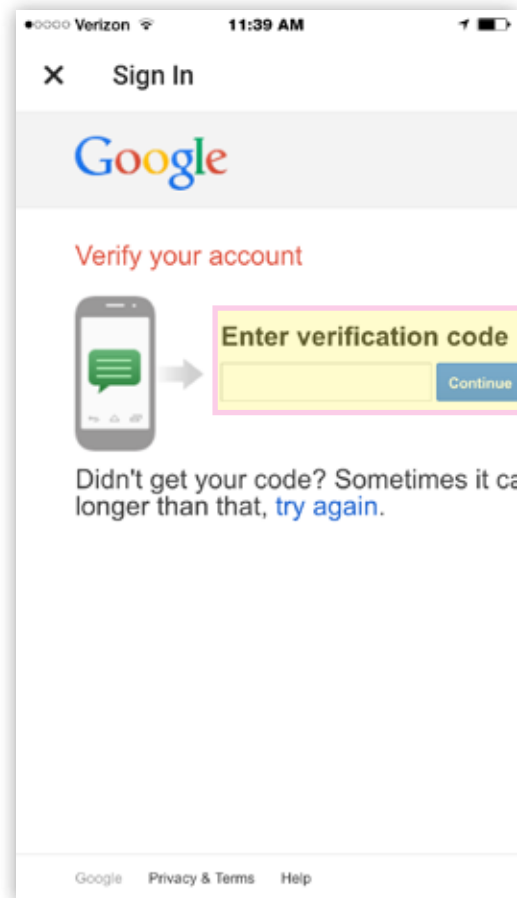 Verizon 11:39 AM
Sign In
Google
Verify your account
Enter verification code
Continue
Didn't get your code? Sometimes it ca
longer than that, try again.
Google Privacy & Terms Help